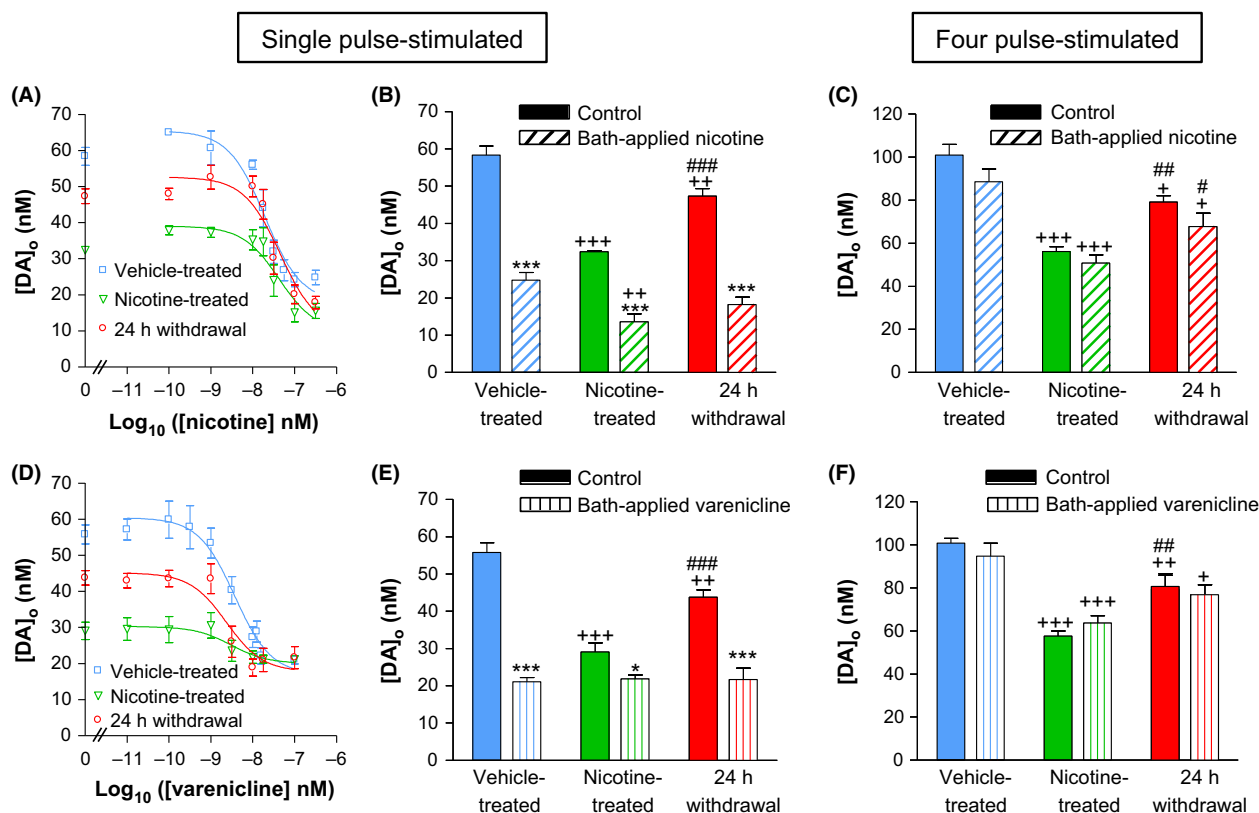 Single pulse-stimulated
Four pulse-stimulated
(A)
70
60
50
40
30
20
10
0
[DA]o (nM)
Vehicle-treated
Nicotine-treated
24 h withdrawal
0 –10 –9 –8 –7 –6
Log10 ([nicotine] nM)
(B)
Control
Bath-applied nicotine
70
60
50
40
30
20
10
0
[DA]o (nM)
***
+++
++
***
###
++
***
Vehicle- Nicotine- 24 h
treated treated withdrawal
(C)
Control
Bath-applied nicotine
120
100
80
60
40
20
0
[DA]o (nM)
+++
+++
##
+
#
+
Vehicle- Nicotine- 24 h
treated treated withdrawal
(D)
70
60
50
40
30
20
10
0
[DA]o (nM)
Vehicle-treated
Nicotine-treated
24 h withdrawal
0 –11 –10 –9 –8 –7 –6
Log10 ([varenicline] nM)
(E)
Control
Bath-applied varenicline
60
50
40
30
20
10
0
[DA]o (nM)
***
+++
*
###
++
***
Vehicle- Nicotine- 24 h
treated treated withdrawal
(F)
Control
Bath-applied varenicline
120
100
80
60
40
20
0
[DA]o (nM)
+++
+++
##
++
+
Vehicle- Nicotine- 24 h
treated treated withdrawal